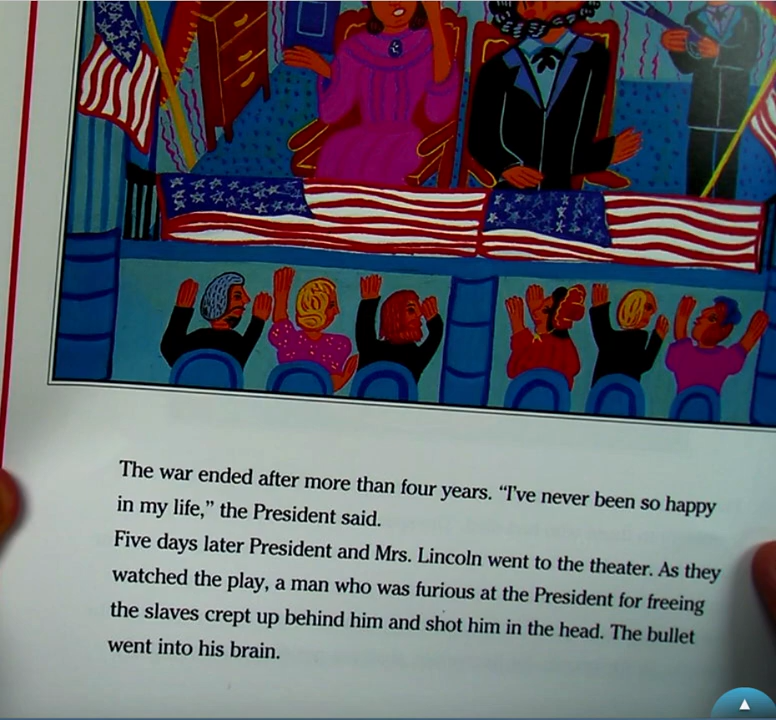 The war ended after more than four years. “I’ve never been so happy
in my life,” the President said.
Five days later President and Mrs. Lincoln went to the theater. As they
watched the play, a man who was furious at the President for freeing
the slaves crept up behind him and shot him in the head. The bullet
went into his brain.